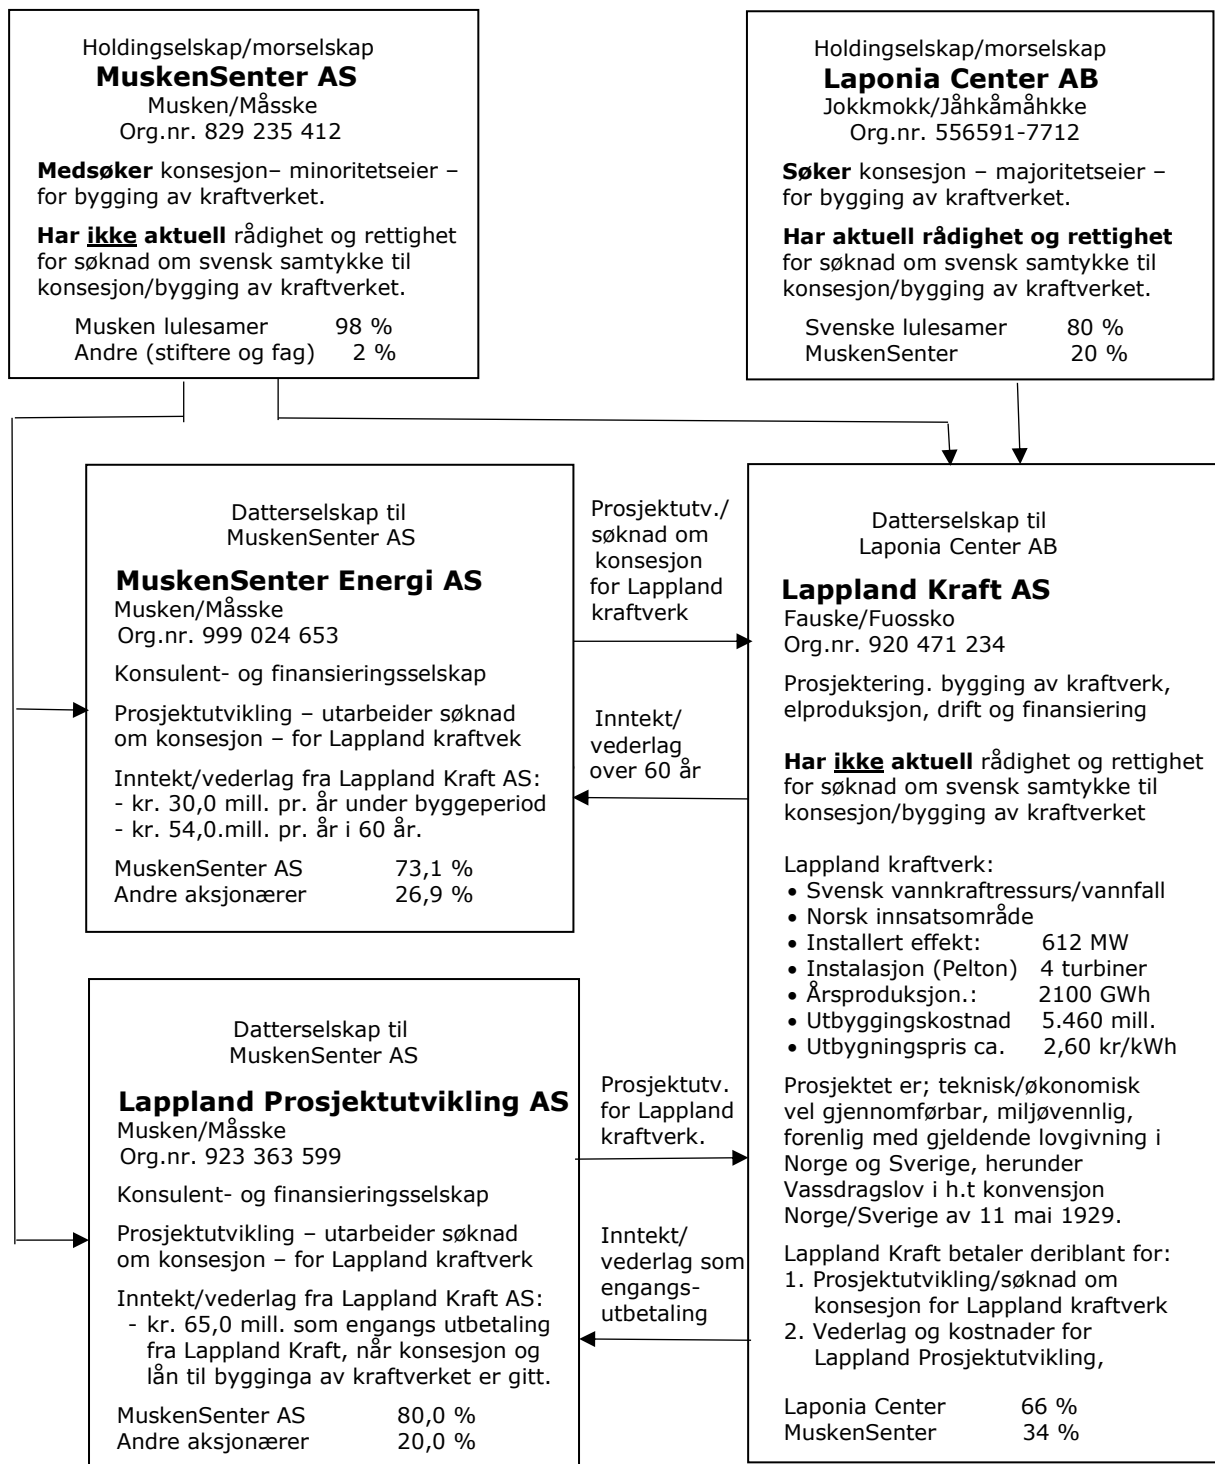 Holdingselskap/morselskap
MuskenSenter AS
Musken/Måsske
Org.nr. 829 235 412
Medsøker konsesjon– minoritetseier –
for bygging av kraftverket.
Har ikke aktuell rådighet og rettighet
for søknad om svensk samtykke til
konsesjon/bygging av kraftverket.
Musken lulesamer 98 %
Andre (stiftere og fag) 2 %
Holdingselskap/morselskap
Laponia Center AB
Jokkmokk/Jåhkåmåhkke
Org.nr. 556591-7712
Søker konsesjon – majoritetseier –
for bygging av kraftverket.
Har aktuell rådighet og rettighet
for søknad om svensk samtykke til
konsesjon/bygging av kraftverket.
Svenske lulesamer 80 %
MuskenSenter 20 %
Datterselskap til
MuskenSenter AS
MuskenSenter Energi AS
Musken/Måsske
Org.nr. 999 024 653
Konsulent- og finansieringsselskap
Prosjektutvikling – utarbeider søknad
om konsesjon – for Lappland kraftvek
Inntekt/vederlag fra Lappland Kraft AS:
- kr. 30,0 mill. pr. år under byggeperiod
- kr. 54,0.mill. pr. år i 60 år.
MuskenSenter AS 73,1 %
Andre aksjonærer 26,9 %
Prosjektutv./
søknad om
konsesjon
for Lappland
kraftverk
Inntekt/
vederlag
over 60 år
Datterselskap til
Laponia Center AB
Lappland Kraft AS
Fauske/Fuossko
Org.nr. 920 471 234
Prosjektering. bygging av kraftverk,
elproduksjon, drift og finansiering
Har ikke aktuell rådighet og rettighet
for søknad om svensk samtykke til
konsesjon/bygging av kraftverket
Lappland kraftverk:
• Svensk vannkraftressurs/vannfall
• Norsk innsatsområde
• Installert effekt: 612 MW
• Instalasjon (Pelton) 4 turbiner
• Årsproduksjon.: 2100 GWh
• Utbyggingskostnad 5.460 mill.
• Utbygningspris ca. 2,60 kr/kWh
Prosjektet er; teknisk/økonomisk
vel gjennomførbar, miljøvennlig,
forenlig med gjeldende lovgivning i
Norge og Sverige, herunder
Vassdragslov i h.t konvensjon
Norge/Sverige av 11 mai 1929.
Lappland Kraft betaler deriblant for:
1. Prosjektutvikling/søknad om
konsesjon for Lappland kraftverk
2. Vederlag og kostnader for
Lappland Prosjektutvikling,
Laponia Center 66 %
MuskenSenter 34 %
Datterselskap til
MuskenSenter AS
Lappland Prosjektutvikling AS
Musken/Måsske
Org.nr. 923 363 599
Konsulent- og finansieringsselskap
Prosjektutvikling – utarbeider søknad
om konsesjon – for Lappland kraftverk
Inntekt/vederlag fra Lappland Kraft AS:
- kr. 65,0 mill. som engangs utbetaling
fra Lappland Kraft, når konsesjon og
lån til bygginga av kraftverket er gitt.
MuskenSenter AS 80,0 %
Andre aksjonærer 20,0 %
Prosjektutv.
for Lappland
kraftverk.
Inntekt/
vederlag som
engangs-
utbetaling